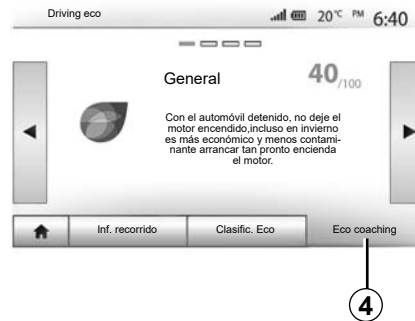 Driving eco
20°C PM 6:40
General
40/100
Con el automóvil detenido, no deje el
motor encendido,incluso en invierno
es más económico y menos contami-
nante arrancar tan pronto encienda
el motor.
Inf. recorrido
Clasific. Eco
Eco coaching
4